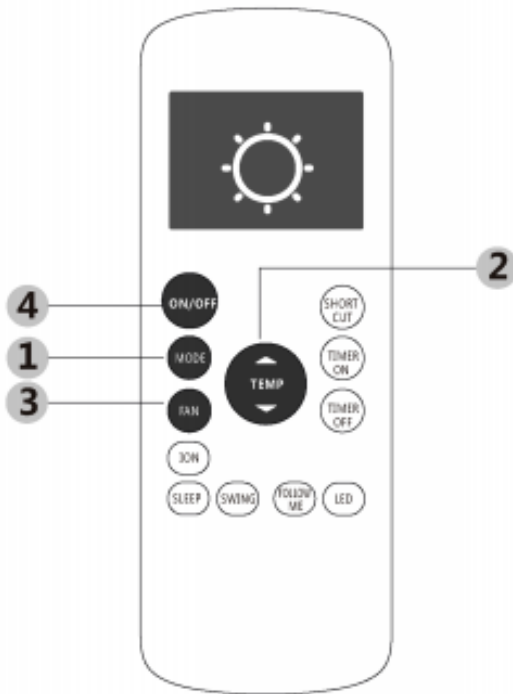 2
4
ON/OFF
SHORT
CUT
1
MODE
TEMP
TIMER
ON
3
FAN
TIMER
OFF
ION
SLEEP
SWING
FOLLOW
ME
LED